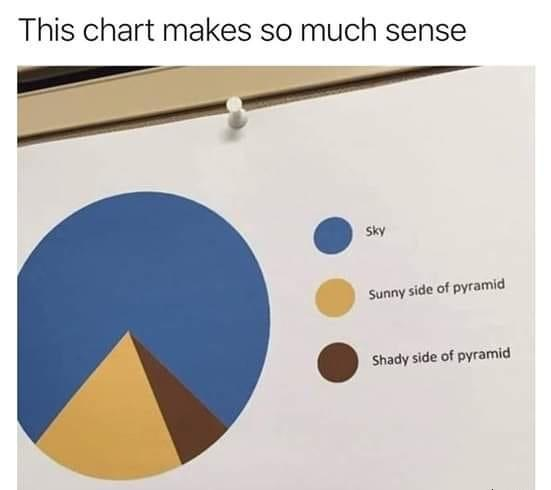 This chart makes so much sense
Sky
Sunny side of pyramid
Shady side of pyramid